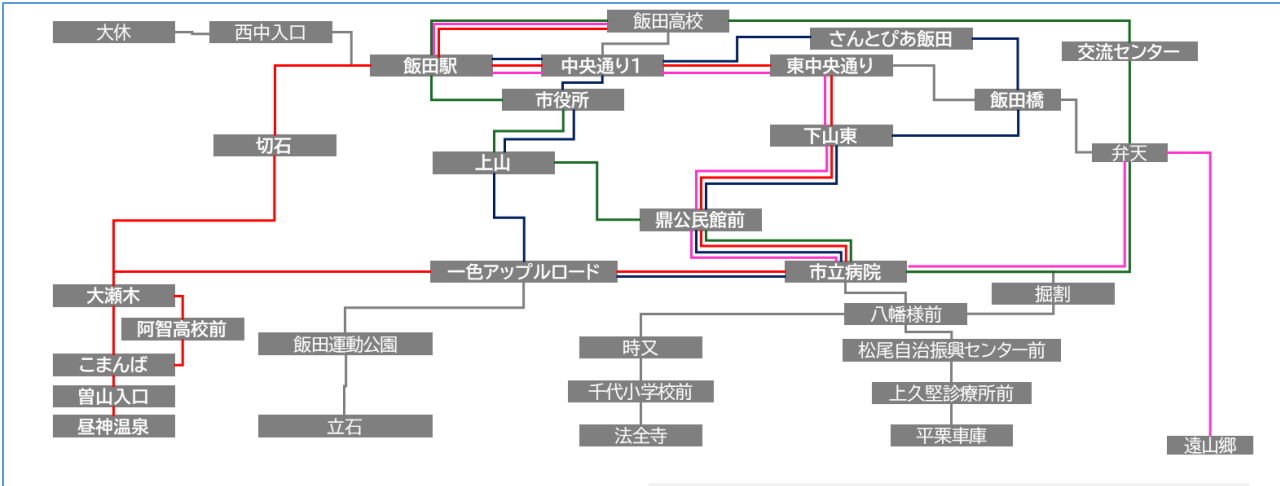 飯田高校
大休
西中入口
さんとぴあ飯田
交流センター
飯田駅
中央通り1
東中央通り
市役所
飯田橋
切石
下山東
上山
弁天
鼎公民館前
一色アップルロード
市立病院
大瀬木
掘割
阿智高校前
八幡様前
飯田運動公園
時又
松尾自治振興センター前
こまんば
曽山入口
千代小学校前
上久堅診療所前
昼神温泉
立石
法全寺
平栗車庫
遠山郷